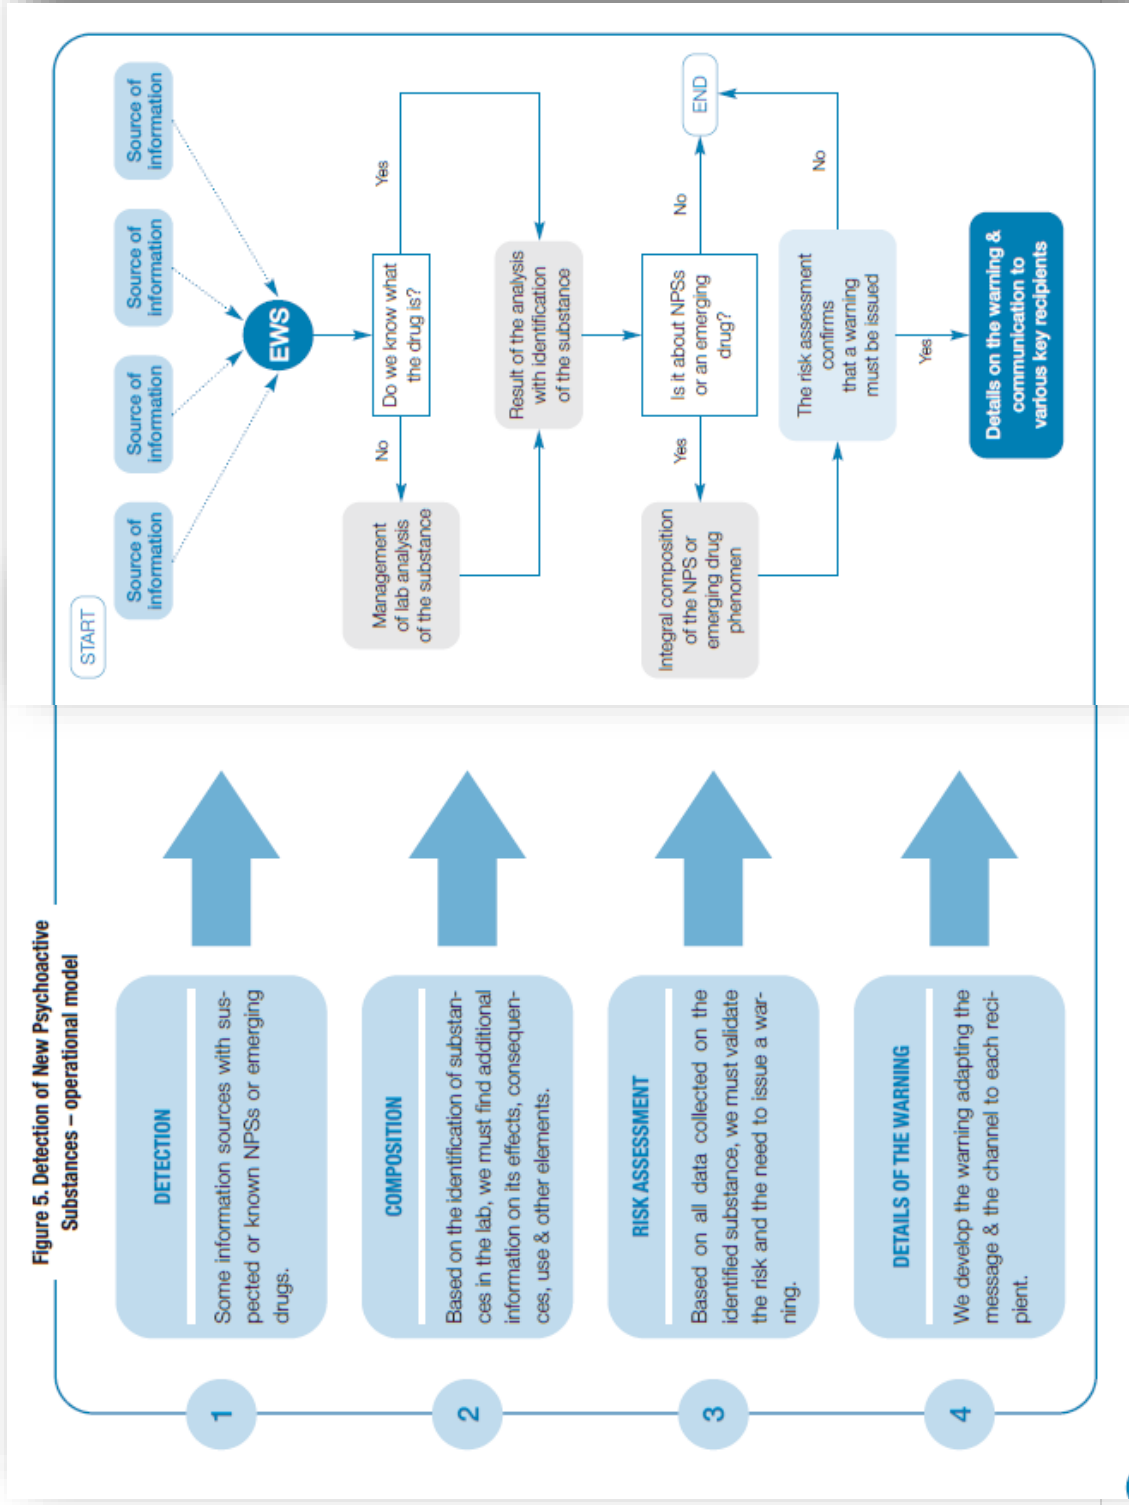 Figure 5. Detection of New Psychoactive
Substances – operational model
1
DETECTION
Some information sources with sus-
pected or known NPSs or emerging
drugs.
2
COMPOSITION
Based on the identification of substan-
ces in the lab, we must find additional
information on its effects, consequen-
ces, use & other elements.
3
RISK ASSESSMENT
Based on all data collected on the
identified substance, we must validate
the risk and the need to issue a war-
ning.
4
DETAILS OF THE WARNING
We develop the warning adapting the
message & the channel to each reci-
pient.
START
Source of
information
Source of
information
Source of
information
Source of
information
EWS
Do we know what
the drug is?
No
Yes
Management
of lab analysis
of the substance
Result of the analysis
with identification
of the substance
Is it about NPSs
or an emerging
drug?
Yes
No
END
Integral composition
of the NPS or
emerging drug
phenomen
The risk assessment
confirms
that a warning
must be issued
No
Yes
Details on the warning &
communication to
various key recipients